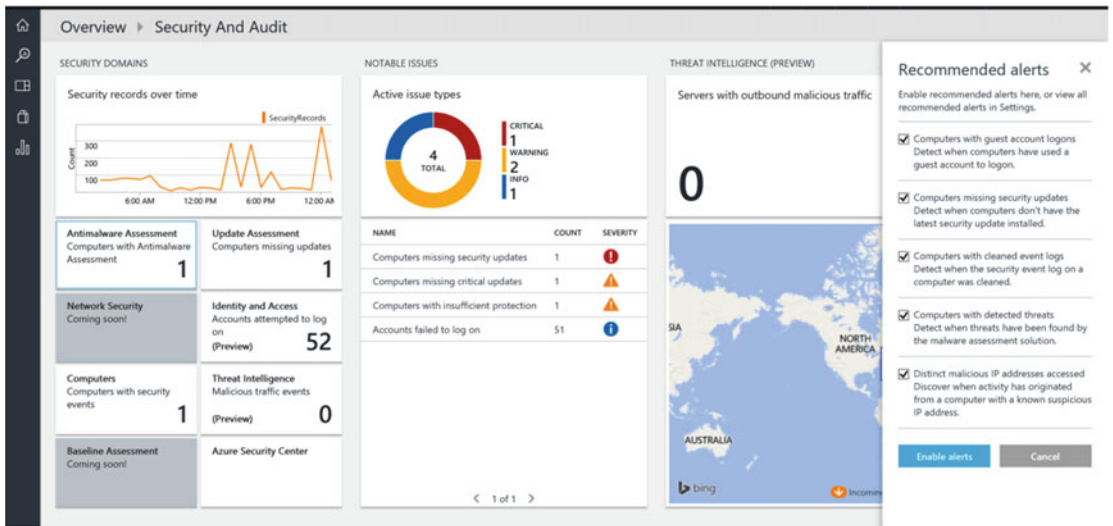 Overview
Security And Audit
SECURITY DOMAINS
Security records over time
SecurityRecords
Count
300
200
100
6:00 AM 12:00 PM 6:00 PM 12:00 AM
Antimalware Assessment
Computers with Antimalware
Assessment
1
Update Assessment
Computers missing updates
1
Network Security
Coming soon!
Identity and Access
Accounts attempted to log
on
(Preview)
52
Computers
Computers with security
events
1
Threat Intelligence
Malicious traffic events
(Preview)
0
Baseline Assessment
Coming soon!
Azure Security Center
NOTABLE ISSUES
Active issue types
4
TOTAL
CRITICAL
1
WARNING
2
INFO
1
NAME COUNT SEVERITY
Computers missing security updates 1
Computers missing critical updates 1
Computers with insufficient protection 1
Accounts failed to log on 51
1 of 1
THREAT INTELLIGENCE (PREVIEW)
Servers with outbound malicious traffic
0
SIA
NORTH
AMERICA
AUSTRALIA
bing
Incomin
Recommended alerts
Enable recommended alerts here, or view all
recommended alerts in Settings.
Computers with guest account logons
Detect when computers have used a
guest account to logon.
Computers missing security updates
Detect when computers don't have the
latest security update installed.
Computers with cleaned event logs
Detect when the security event log on a
computer was cleaned.
Computers with detected threats
Detect when threats have been found by
the malware assessment solution.
Distinct malicious IP addresses accessed
Discover when activity has originated
from a computer with a known suspicious
IP address.
Enable alerts
Cancel